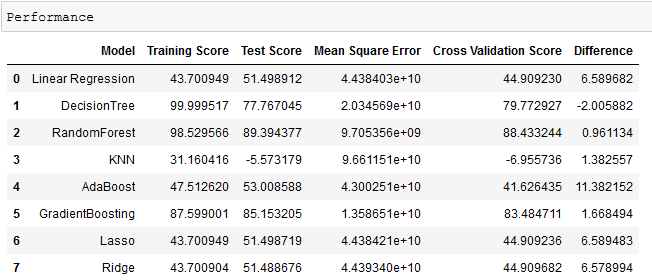 Performance
Model Training Score Test Score Mean Square Error Cross Validation Score Difference
0 Linear Regression 43.700949 51.498912 4.438403e+10 44.909230 6.589682
1 DecisionTree 99.999517 77.767045 2.034569e+10 79.772927 -2.005882
2 RandomForest 98.529566 89.394377 9.705356e+09 88.433244 0.961134
3 KNN 31.160416 -5.573179 9.661151e+10 -6.955736 1.382557
4 AdaBoost 47.512620 53.008588 4.300251e+10 41.626435 11.382152
5 GradientBoosting 87.599001 85.153205 1.358651e+10 83.484711 1.668494
6 Lasso 43.700949 51.498719 4.438421e+10 44.909236 6.589483
7 Ridge 43.700904 51.488676 4.439340e+10 44.909682 6.578994